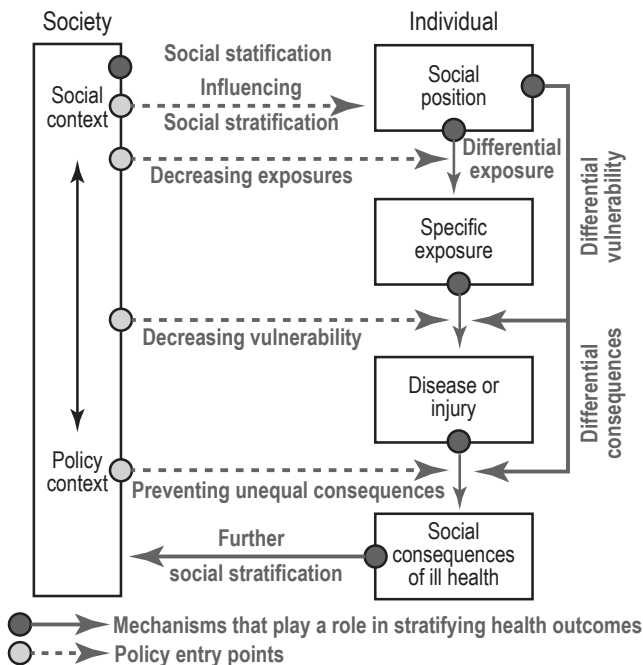 Society
Individual
Social statification
Influencing
Social stratification
Social
context
Social
position
Differential
exposure
Decreasing exposures
Specific
exposure
Differential
vulnerability
Decreasing vulnerability
Disease or
injury
Differential
consequences
Policy
context
Preventing unequal consequences
Social
consequences
of ill health
Further
social stratification
Mechanisms that play a role in stratifying health outcomes
Policy entry points